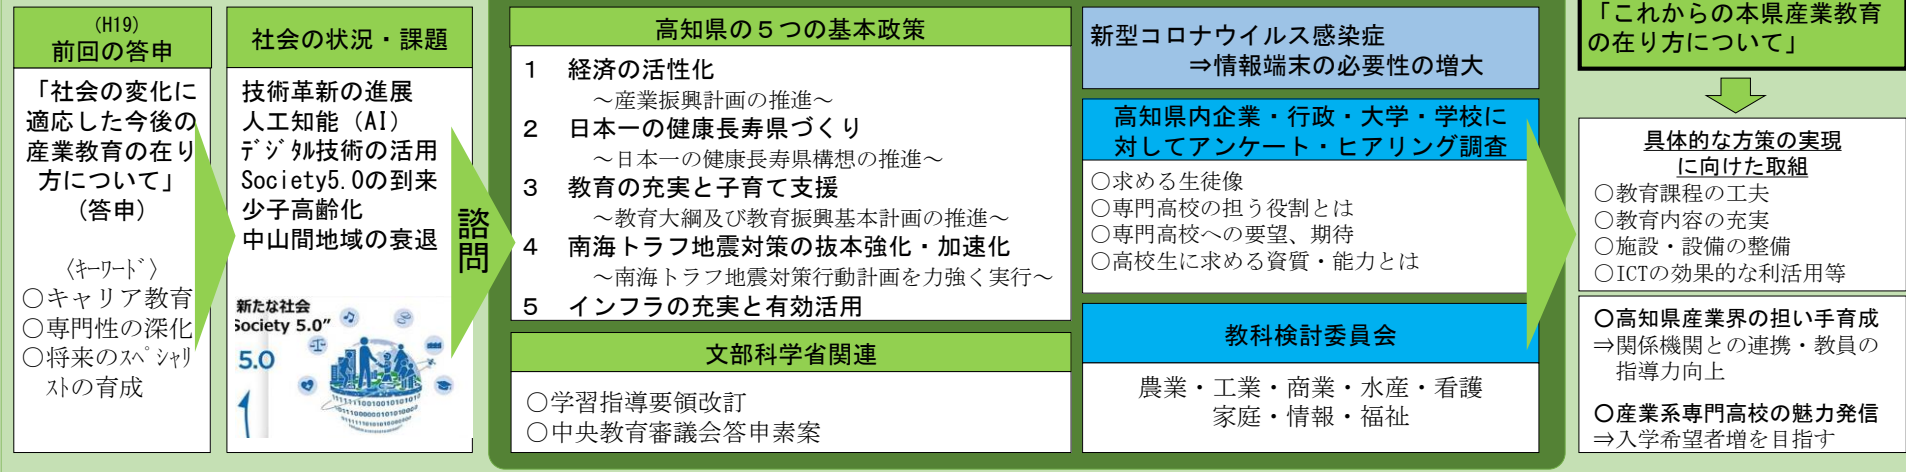 (H19)
前回の答申
「社会の変化に
適応した今後の
産業教育の在り
方について」
(答申)
〈ｷｰﾜｰﾄﾞ〉
○キャリア教育
○専門性の深化
○将来のｽﾍﾟｼｬﾘ
ｽﾄの育成
社会の状況・課題
技術革新の進展
人工知能（AI）
ﾃﾞｼﾞﾀﾙ技術の活用
Society5.0の到来
少子高齢化
中山間地域の衰退
新たな社会
Society 5.0”
5.0
諮問
高知県の５つの基本政策
１　経済の活性化
～産業振興計画の推進～
２　日本一の健康長寿県づくり
～日本一の健康長寿県構想の推進～
３　教育の充実と子育て支援
～教育大綱及び教育振興基本計画の推進～
４　南海トラフ地震対策の抜本強化・加速化
～南海トラフ地震対策行動計画を力強く実行～
５　インフラの充実と有効活用
文部科学省関連
○学習指導要領改訂
○中央教育審議会答申素案
新型コロナウイルス感染症
⇒情報端末の必要性の増大
高知県内企業・行政・大学・学校に
対してアンケート・ヒアリング調査
○求める生徒像
○専門高校の担う役割とは
○専門高校への要望、期待
○高校生に求める資質・能力とは
教科検討委員会
農業・工業・商業・水産・看護
家庭・情報・福祉
「これからの本県産業教育
の在り方について」
具体的な方策の実現
に向けた取組
○教育課程の工夫
○教育内容の充実
○施設・設備の整備
○ICTの効果的な利活用等
○高知県産業界の担い手育成
⇒関係機関との連携・教員の
指導力向上
○産業系専門高校の魅力発信
⇒入学希望者増を目指す